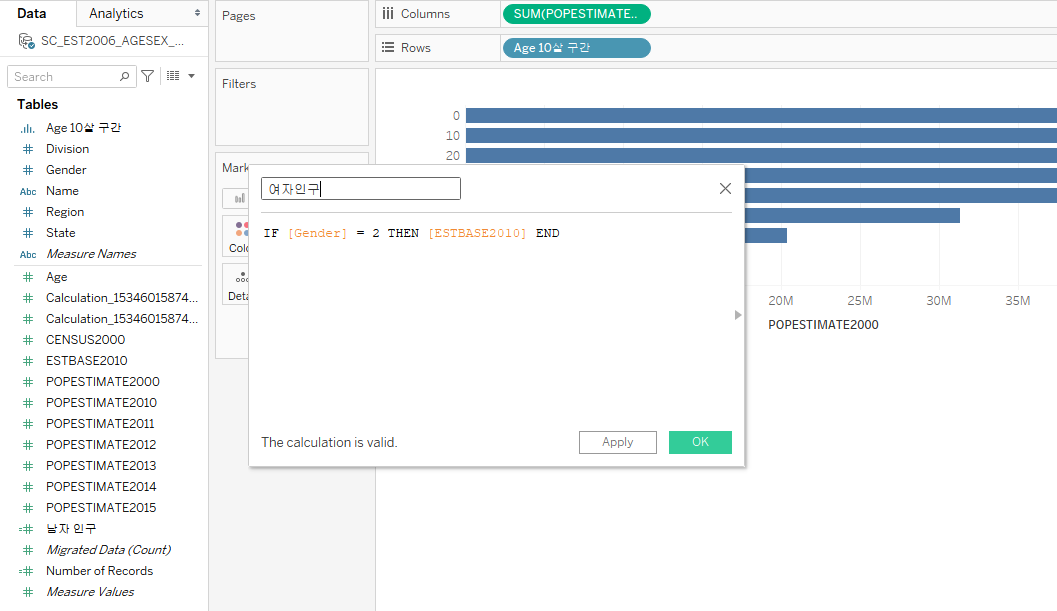 Data
Analytics
SC_EST2006_AGESEX_...
Search
Tables
Age 10살 구간
Division
Gender
Abc Name
Region
State
Abc Measure Names
Age
Calculation_15346015874...
Calculation_15346015874...
CENSUS2000
ESTBASE2010
POPESTIMATE2000
POPESTIMATE2010
POPESTIMATE2011
POPESTIMATE2012
POPESTIMATE2013
POPESTIMATE2014
POPESTIMATE2015
남자 인구
Migrated Data (Count)
Number of Records
Measure Values
Pages
Filters
Mark
Colo
Deta
Columns
SUM(POPESTIMATE..
Rows
Age 10살 구간
0
10
20
여자인구
IF [Gender] = 2 THEN [ESTBASE2010] END
The calculation is valid.
Apply
OK
20M
25M
30M
35M
POPESTIMATE2000